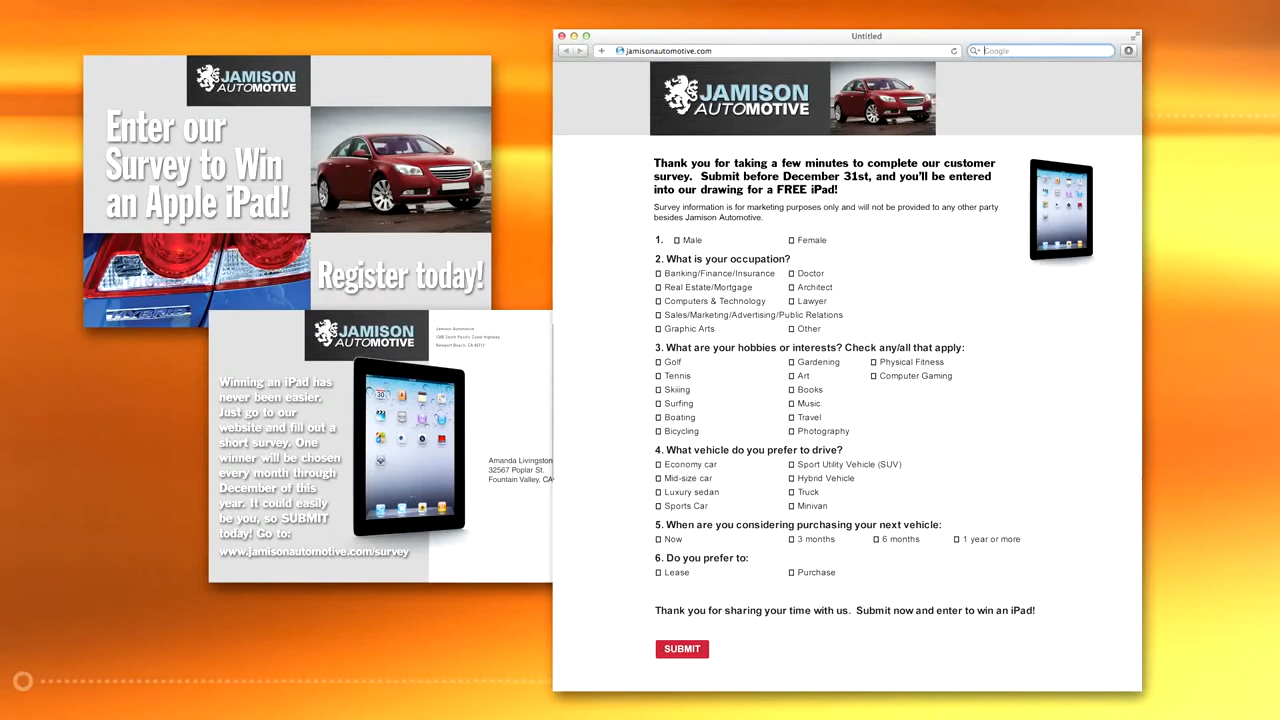 JAMISON
AUTOMOTIVE
Enter our
Survey to Win
an Apple iPad!
Register today!
HYBRID
JAMISON
AUTOMOTIVE
Jamison Automotive
Newport Beach, CA
Winning an iPad has
never been easier.
Just go to our
website and fill out a
short survey. One
winner will be chosen
every month through
December of this
year. It could easily
be you, so SUBMIT
today! Go to:
www.jamisonautomotive.com/survey
30
Amanda Livingston
32567 Poplar St.
Fountain Valley, CA
Untitled
jamisonautomotive.com
Google
JAMISON
AUTOMOTIVE
Thank you for taking a few minutes to complete our customer
survey.  Submit before December 31st, and you'll be entered
into our drawing for a FREE iPad!
Survey information is for marketing purposes only and will not be provided to any other party
besides Jamison Automotive.
1. Male Female
2. What is your occupation?
Banking/Finance/Insurance Doctor
Real Estate/Mortgage Architect
Computers & Technology Lawyer
Sales/Marketing/Advertising/Public Relations
Graphic Arts Other
3. What are your hobbies or interests? Check any/all that apply:
Golf Gardening Physical Fitness
Tennis Art Computer Gaming
Skiiing Books
Surfing Music
Boating Travel
Bicycling Photography
4. What vehicle do you prefer to drive?
Economy car Sport Utility Vehicle (SUV)
Mid-size car Hybrid Vehicle
Luxury sedan Truck
Sports Car Minivan
5. When are you considering purchasing your next vehicle:
Now 3 months 6 months 1 year or more
6. Do you prefer to:
Lease Purchase
Thank you for sharing your time with us.  Submit now and enter to win an iPad!
SUBMIT